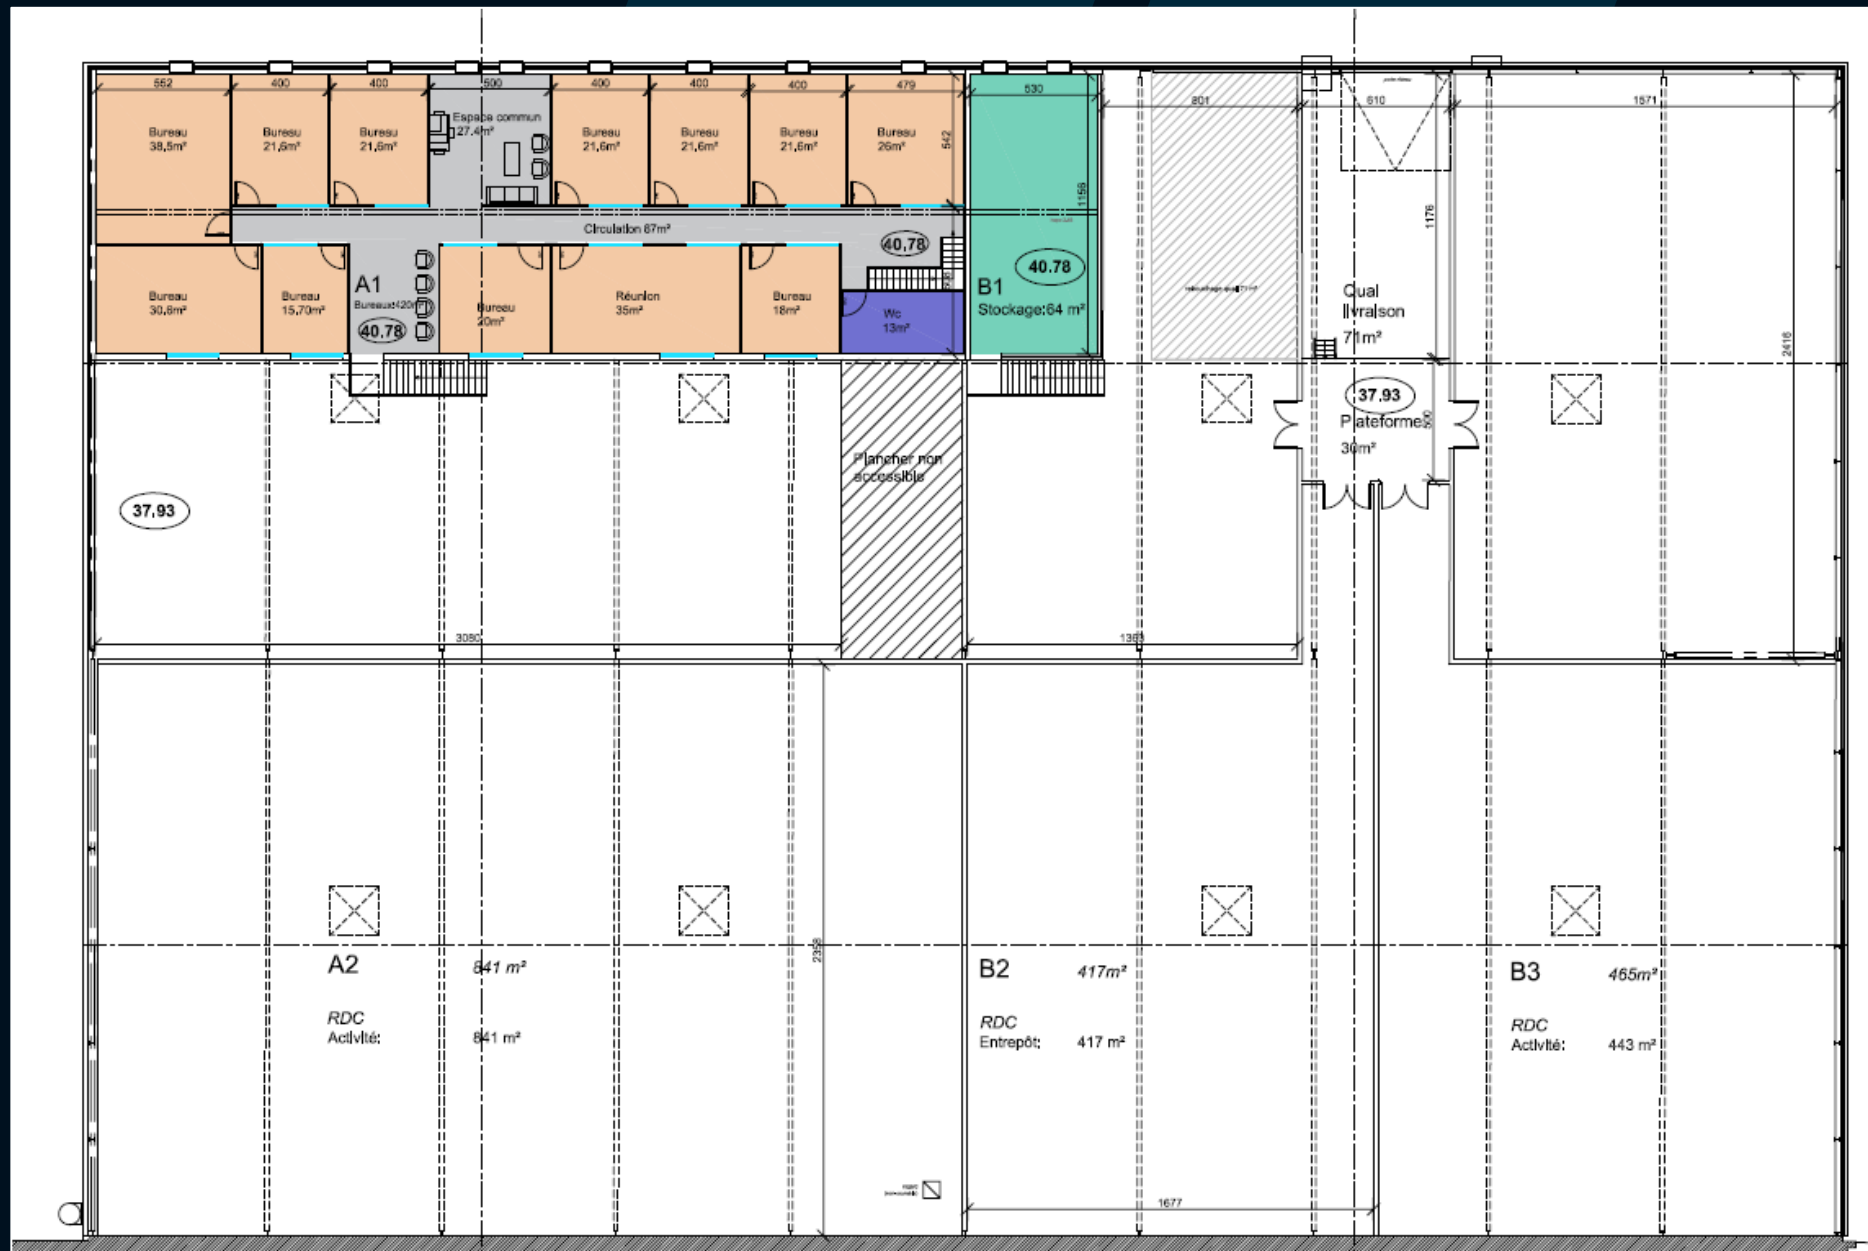 552
400
400
500
400
400
400
479
530
801
610
1571
Bureau
38,5m²
Bureau
21,6m²
Bureau
21,6m²
Espace commun
27.4m²
Bureau
21,6m²
Bureau
21,6m²
Bureau
21,6m²
Bureau
26m²
542
1156
1176
2416
Circulation 67m²
40,78
40.78
A1
Bureaux:420m²
40.78
B1
Stockage:64 m²
Bureau
30,8m²
Bureau
15,70m²
Bureau
20m²
Réunion
35m²
Bureau
18m²
Wc
13m²
Quai
livraison
71m²
37,93
Plateforme
30m²
500
Plancher non
accessible
37,93
3080
1363
2358
A2
841 m²
RDC
Activité:
841 m²
B2
417m²
RDC
Entrepôt:
417 m²
B3
465m²
RDC
Activité:
443 m²
1677